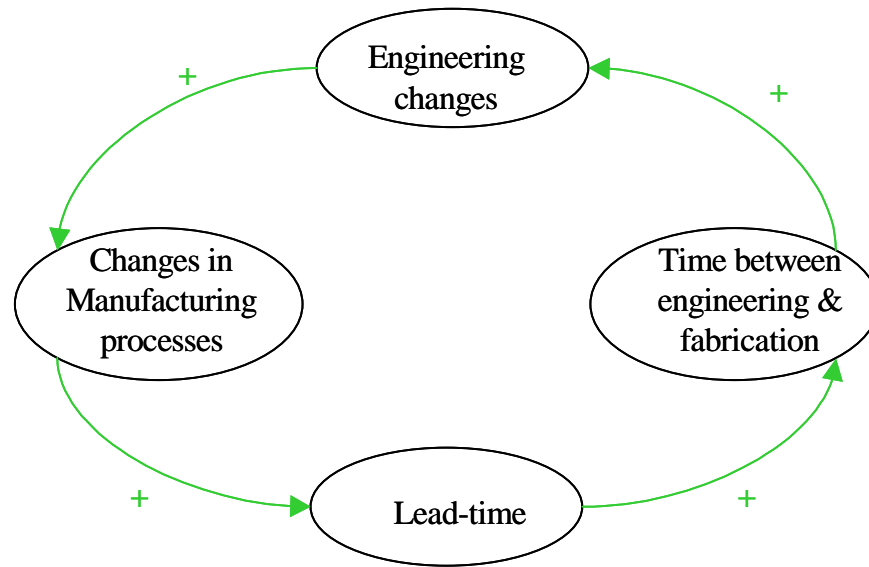 Engineering
changes
+
+
Changes in
Manufacturing
processes
Time between
engineering &
fabrication
+
Lead-time
+